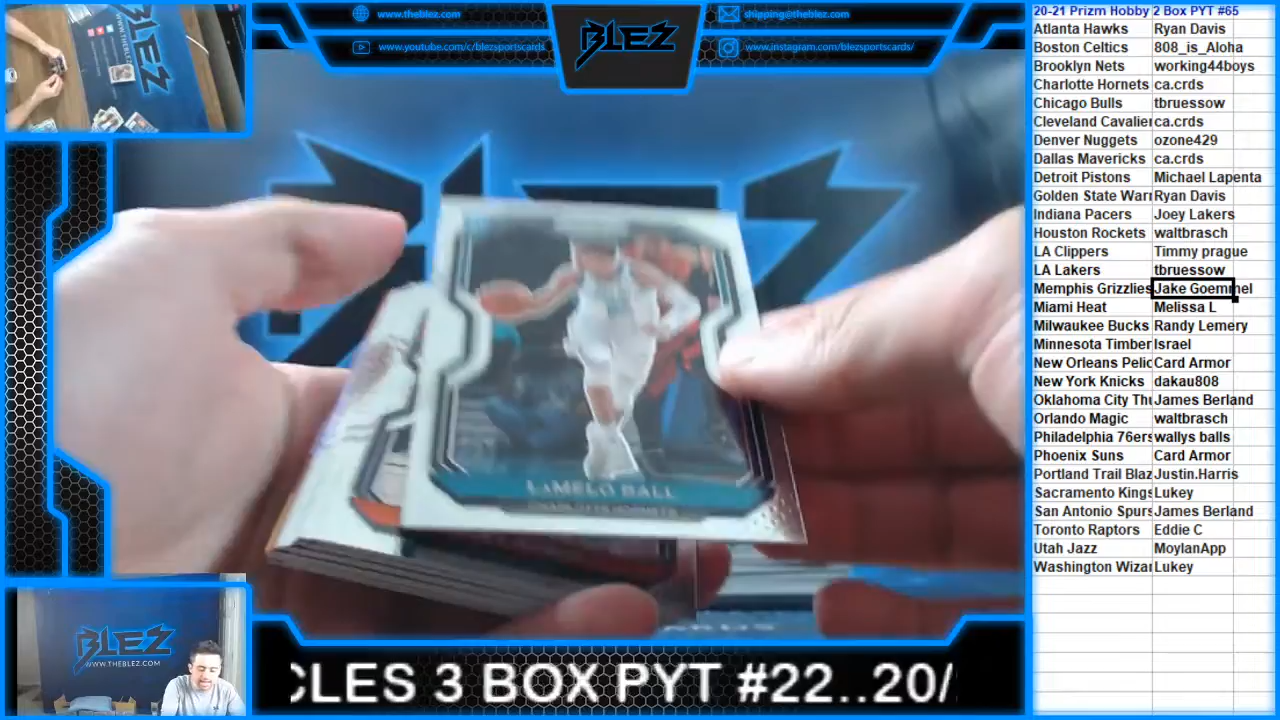 www.theblez.com
shipping@theblez.com
www.youtube.com/c/blezsportscards
www.instagram.com/blezsportscards/
BLEZ
20-21 Prizm Hobby 2 Box PYT #65
Atlanta Hawks Ryan Davis
Boston Celtics 808_is_Aloha
Brooklyn Nets working44boys
Charlotte Hornets ca.crds
Chicago Bulls tbruessow
Cleveland Cavalier ca.crds
Denver Nuggets ozone429
Dallas Mavericks ca.crds
Detroit Pistons Michael Lapenta
Golden State Warr Ryan Davis
Indiana Pacers Joey Lakers
Houston Rockets waltbrasch
LA Clippers Timmy prague
LA Lakers tbruessow
Memphis Grizzlies Jake Goemmel
Miami Heat Melissa L
Milwaukee Bucks Randy Lemery
Minnesota Timber Israel
New Orleans Pelic Card Armor
New York Knicks dakau808
Oklahoma City Thu James Berland
Orlando Magic waltbrasch
Philadelphia 76ers wallys balls
Phoenix Suns Card Armor
Portland Trail Blaz Justin.Harris
Sacramento Kings Lukey
San Antonio Spurs James Berland
Toronto Raptors Eddie C
Utah Jazz MoylanApp
Washington Wizar Lukey
LAMELO BALL
CHARLOTTE HORNETS
BLEZ
WWW.THEBLEZ.COM
CLES 3 BOX PYT #22..20/